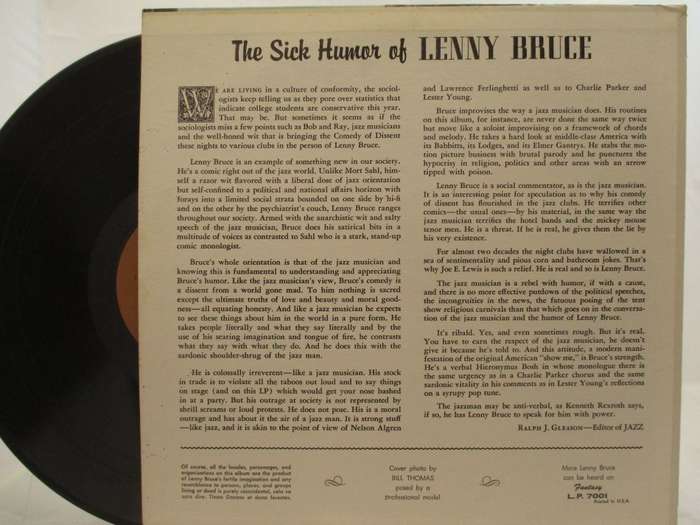 The Sick Humor of LENNY BRUCE
WE ARE LIVING in a culture of conformity, the sociol-
ogists keep telling us as they pore over statistics that
indicate college students are conservative this year.
That may be. But sometimes it seems as if the
sociologists miss a few points such as Bob and Ray, jazz musicians
and the well-honed wit that is bringing the Comedy of Dissent
these nights to various clubs in the person of Lenny Bruce.
Lenny Bruce is an example of something new in our society.
He's a comic right out of the jazz world. Unlike Mort Sahl, him-
self a razor wit flavored with a liberal dose of jazz orientation
but self-confined to a political and national affairs horizon with
forays into a limited social strata bounded on one side by hi-fi
and on the other by the psychiatrist's couch, Lenny Bruce ranges
throughout our society. Armed with the anarchistic wit and salty
speech of the jazz musician, Bruce does his satirical bits in a
multitude of voices as contrasted to Sahl who is a stark, stand-up
comic monologist.
Bruce's whole orientation is that of the jazz musician and
knowing this is fundamental to understanding and appreciating
Bruce's humor. Like the jazz musician's view, Bruce's comedy is
a dissent from a world gone mad. To him nothing is sacred
except the ultimate truths of love and beauty and moral good-
ness—all equating honesty. And like a jazz musician he expects
to see these things about him in the world in a pure form. He
takes people literally and what they say literally and by the
use of his searing imagination and tongue of fire, he contrasts
what they say with what they do. And he does this with the
sardonic shoulder-shrug of the jazz man.
He is colossally irreverent—like a jazz musician. His stock
in trade is to violate all the taboos out loud and to say things
on stage (and on this LP) which would get your nose bashed
in at a party. But his outrage at society is not represented by
shrill screams or loud protests. He does not pose. His is a moral
outrage and has about it the air of a jazz man. It is strong stuff
—like jazz, and it is akin to the point of view of Nelson Algren
and Lawrence Ferlinghetti as well as to Charlie Parker and
Lester Young.
Bruce improvises the way a jazz musician does. His routines
on this album, for instance, are never done the same way twice
but move like a soloist improvising on a framework of chords
and melody. He takes a hard look at middle-class America with
its Babbitts, its Lodges, and its Elmer Gantrys. He stabs the mo-
tion picture business with brutal parody and he punctures the
hypocrisy in religion, politics and other areas with an arrow
tipped with poison.
Lenny Bruce is a social commentator, as is the jazz musician.
It is an interesting point for speculation as to why his comedy
of dissent has flourished in the jazz clubs. He terrifies other
comics—the usual ones—by his material, in the same way the
jazz musician terrifies the hotel bands and the mickey mouse
tenor men. He is a threat. If he is real, he gives them the lie by
his very existence.
For almost two decades the night clubs have wallowed in a
sea of sentimentality and pious corn and bathroom jokes. That's
why Joe E. Lewis is such a relief. He is real and so is Lenny Bruce.
The jazz musician is a rebel with humor, if with a cause,
and there is no more effective putdown of the political speeches,
the incongruities in the news, the fatuous posing of the tent
show religious carnivals than that which goes on in the conversa-
tion of the jazz musician and the humor of Lenny Bruce.
It's ribald. Yes, and even sometimes rough. But it's real.
You have to earn the respect of the jazz musician, he doesn't
give it because he's told to. And this attitude, a modern mani-
festation of the original American "show me," is Bruce's strength.
He's a verbal Hieronymus Bosh in whose monologue there is
the same urgency as in a Charlie Parker chorus and the same
sardonic vitality in his comments as in Lester Young's reflections
on a syrupy pop tune.
The jazzman may be anti-verbal, as Kenneth Rexroth says,
if so, he has Lenny Bruce to speak for him with power.
RALPH J. GLEASON—Editor of JAZZ
Of course, all the leader, personages, and
organizations on this album are the product
of Lenny Bruce's fertile imagination and any
resemblance to persons, places, and groups
living or dead is purely coincidental,
Cover photo by
BILL THOMAS
posed by a
professional model
More Lenny Bruce
can be heard on
Fantasy
L.P. 7001
Printed in U.S.A.